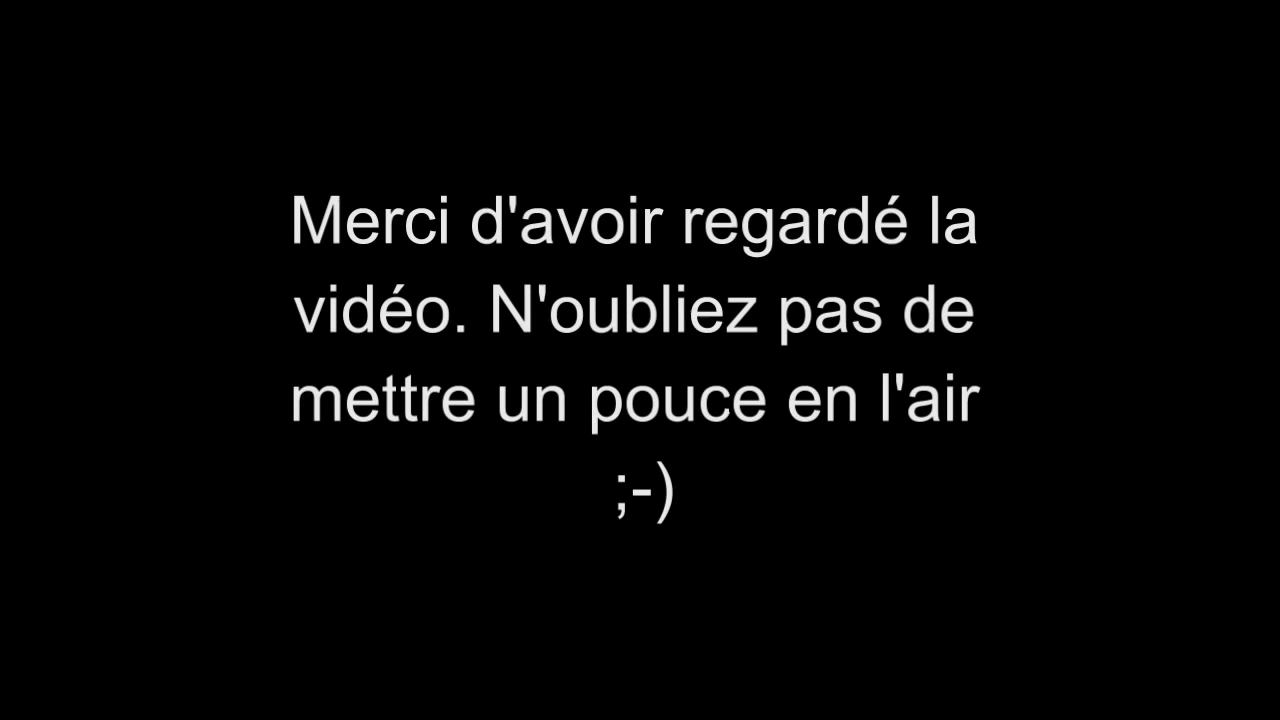 Merci d'avoir regardé la
vidéo. N'oubliez pas de
mettre un pouce en l'air
;-)